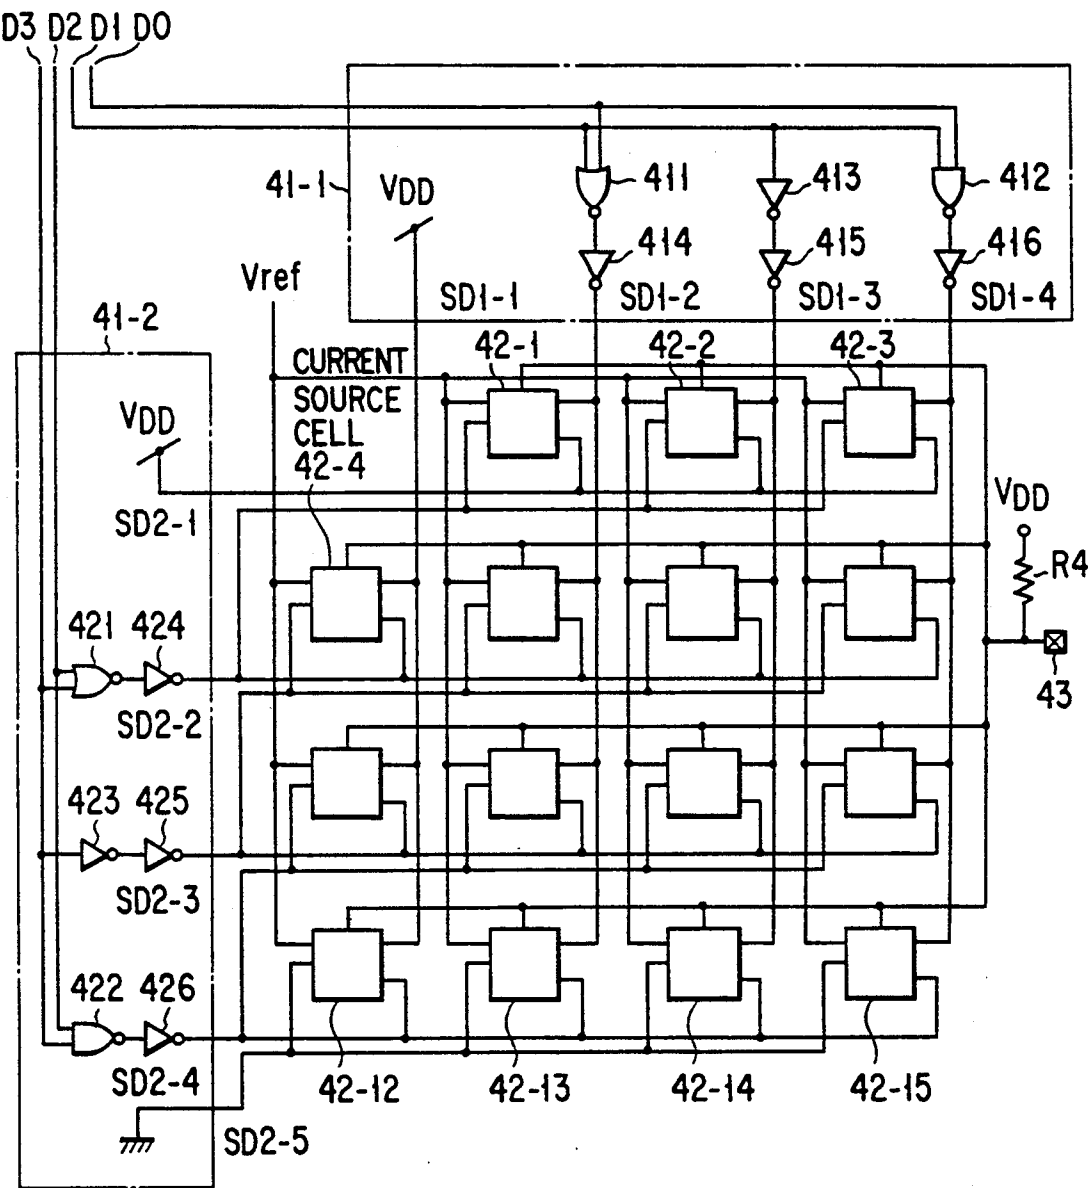 D3 D2 D1 D0
41-1
VDD
411
413
412
414
415
416
Vref
SD1-1
SD1-2
SD1-3
SD1-4
41-2
CURRENT
SOURCE
CELL
42-4
42-1
42-2
42-3
VDD
SD2-1
VDD
R4
43
421
424
SD2-2
423
425
SD2-3
422
426
SD2-4
42-12
42-13
42-14
42-15
SD2-5